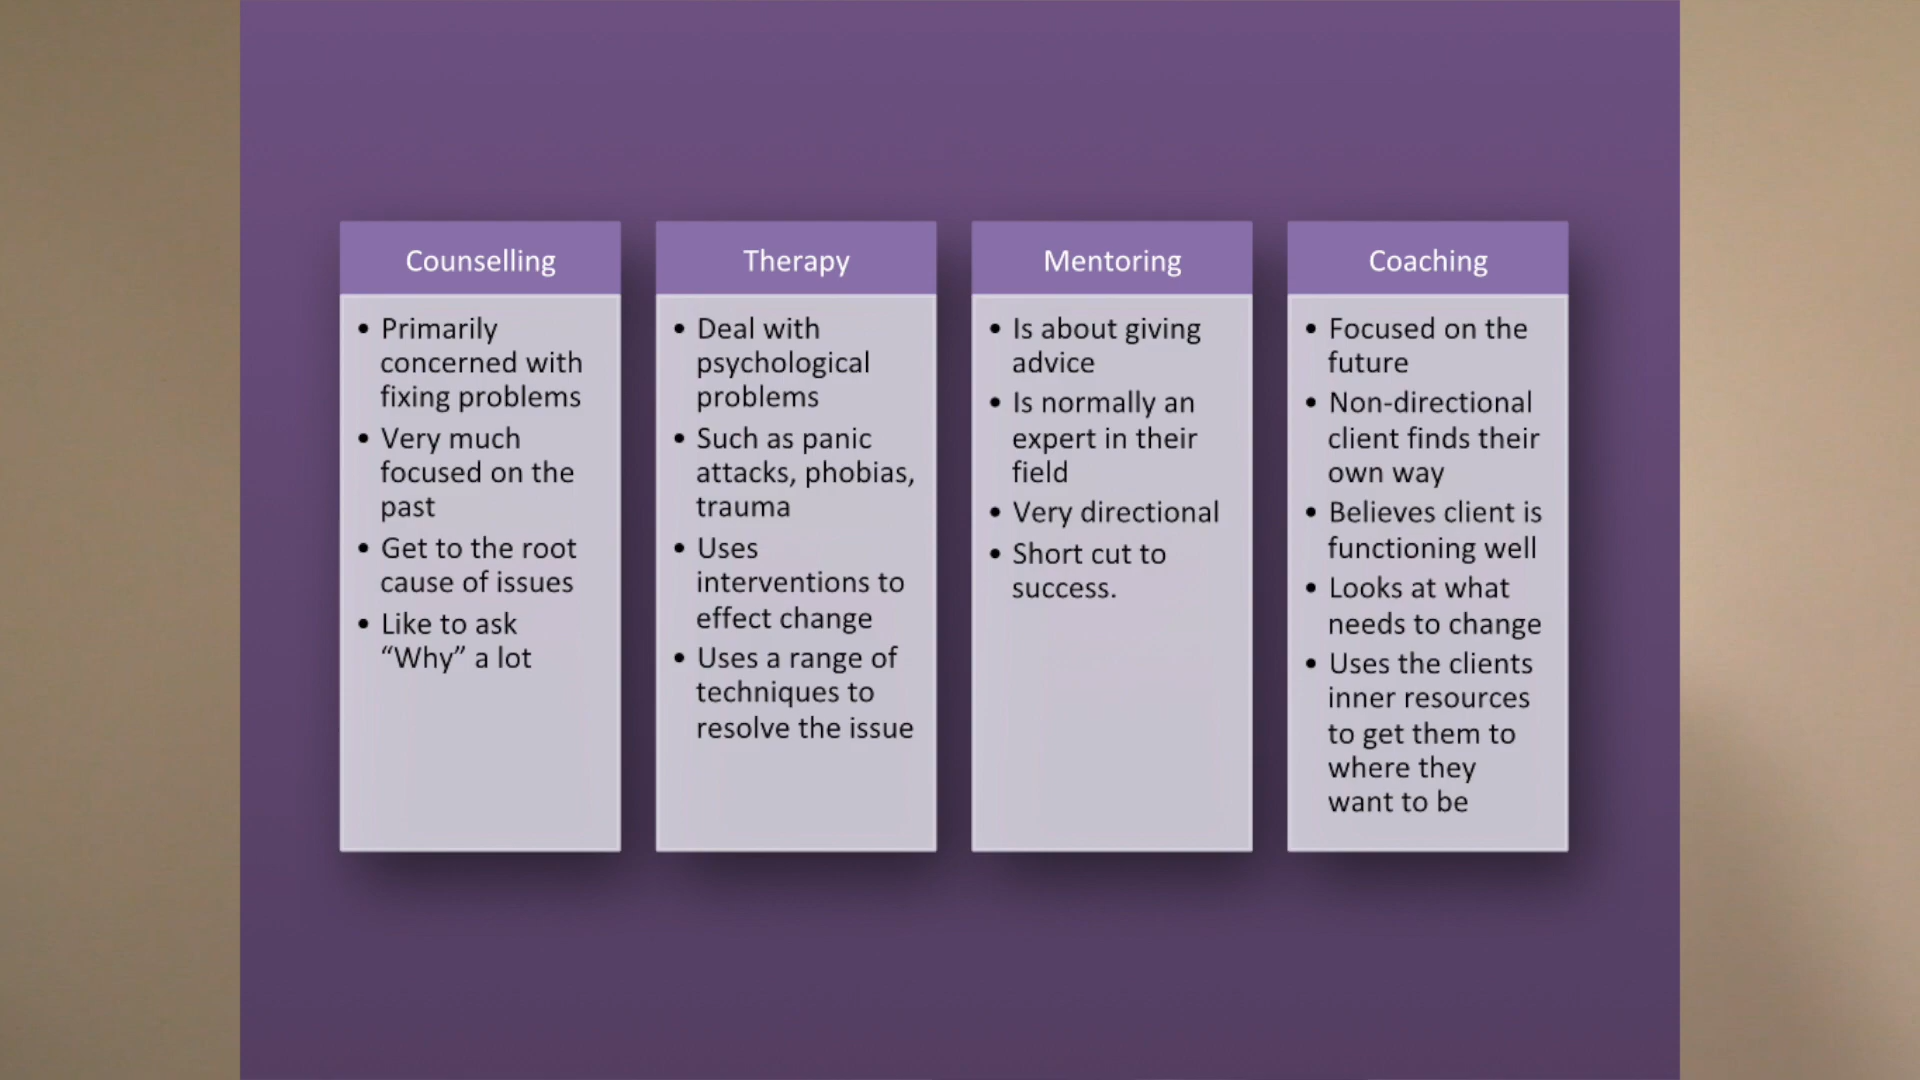 Counselling
• Primarily
concerned with
fixing problems
• Very much
focused on the
past
• Get to the root
cause of issues
• Like to ask
“Why” a lot
Therapy
• Deal with
psychological
problems
• Such as panic
attacks, phobias,
trauma
• Uses
interventions to
effect change
• Uses a range of
techniques to
resolve the issue
Mentoring
• Is about giving
advice
• Is normally an
expert in their
field
• Very directional
• Short cut to
success.
Coaching
• Focused on the
future
• Non-directional
client finds their
own way
• Believes client is
functioning well
• Looks at what
needs to change
• Uses the clients
inner resources
to get them to
where they
want to be